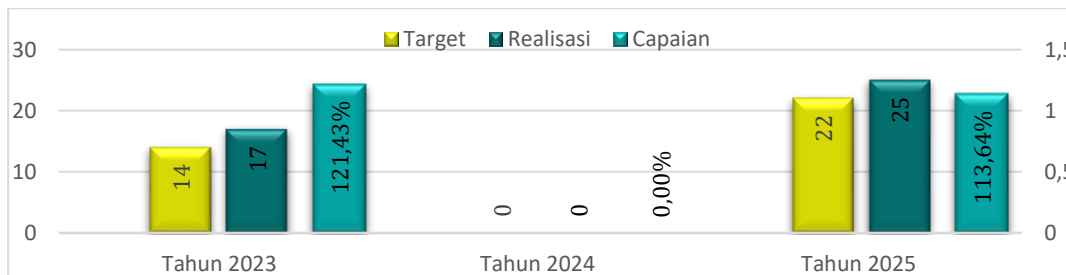 Target Realisasi Capaian
30 1,5
20 1
10 0,5
0 0
14 17 121,43%
0 0 0,00%
22 25 113,64%
Tahun 2023 Tahun 2024 Tahun 2025